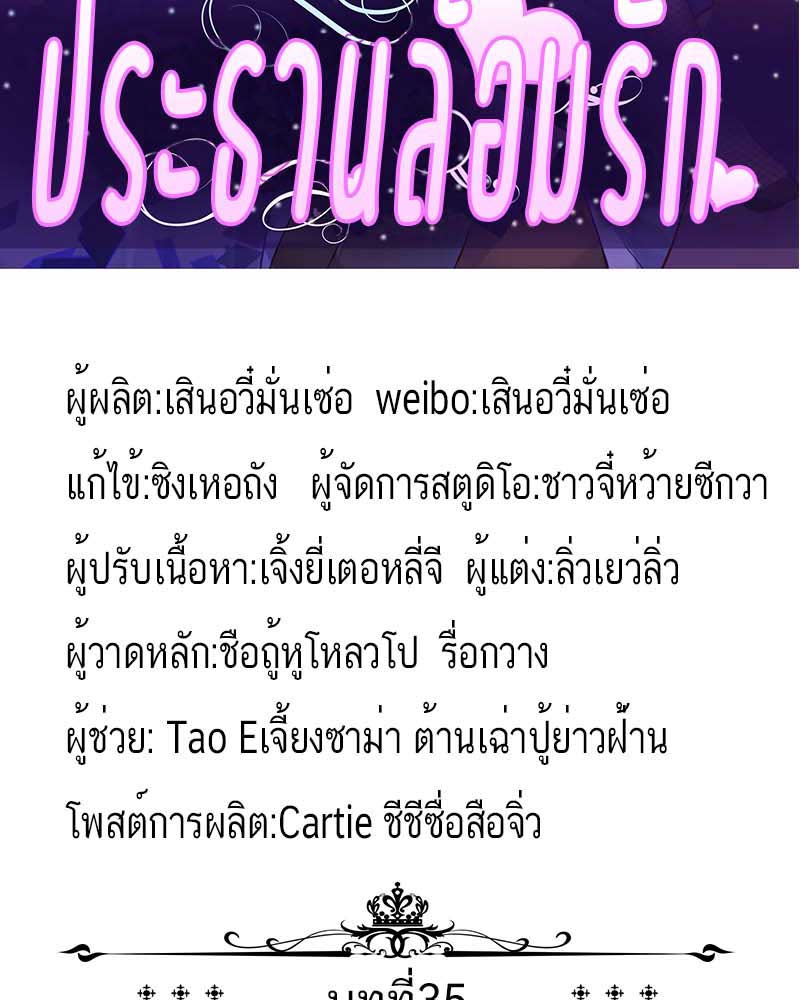 ประธานล้อมรัก
ผู้ผลิต:เสินอวี๋มั่นเซ่อ weibo:เสินอวี๋มั่นเซ่อ
แก้ไข้:ซิงเหอถัง ผู้จัดการสตูดิโอ:ชาวจี๋หว้ายซีกวา
ผู้ปรับเนื้อหา:เจิ้งยี่เตอหลี่จี ผู้แต่ง:ลิ่วเยว่ลิ่ว
ผู้วาดหลัก:ชือถู้หูโหลวโป รื่อกวาง
ผู้ช่วย: Tao Eเจี้ยงซาม่า ต้านเฉ่าปู้ย่าวฝ้าน
โพสต์การผลิต:Cartie ชีชีซื่อสือจิ่ว
บทที่35